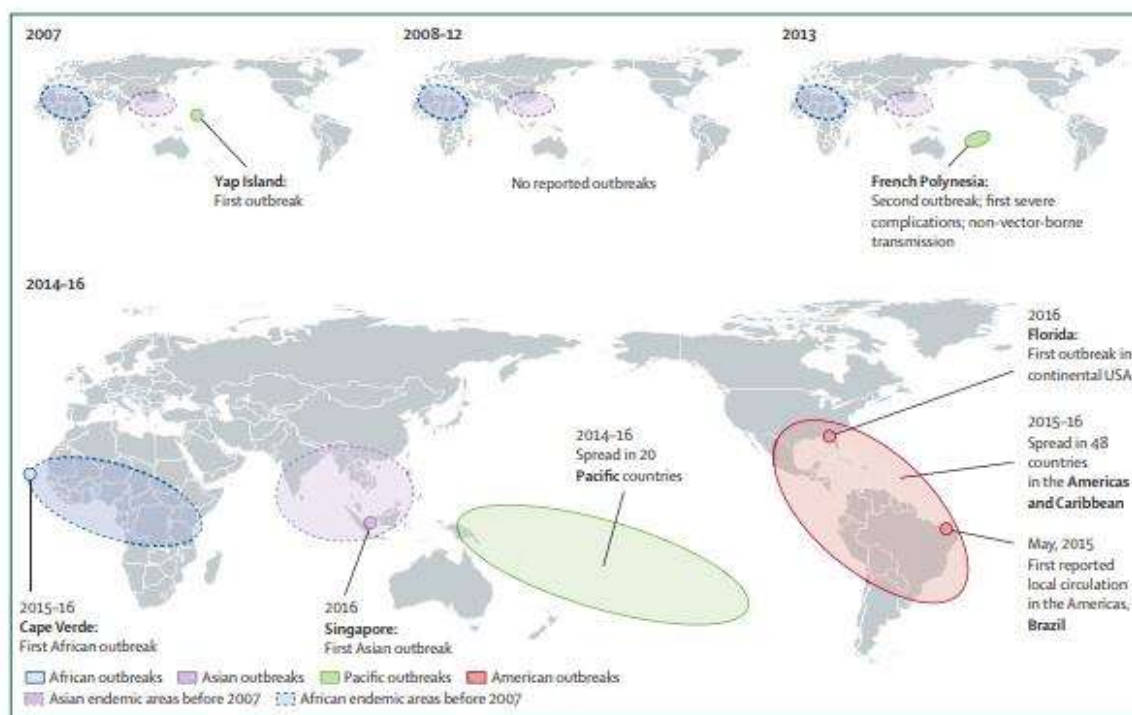 2007
2008–12
2013
Yap Island:
First outbreak
No reported outbreaks
French Polynesia:
Second outbreak; first severe
complications; non-vector-borne
transmission
2014–16
2016
Florida:
First outbreak in
continental USA
2015–16
Spread in 48
countries
in the Americas
and Caribbean
2014–16
Spread in 20
Pacific countries
May, 2015
First reported
local circulation
in the Americas,
Brazil
2015–16
Cape Verde:
First African outbreak
2016
Singapore:
First Asian outbreak
African outbreaks
Asian outbreaks
Pacific outbreaks
American outbreaks
Asian endemic areas before 2007
African endemic areas before 2007